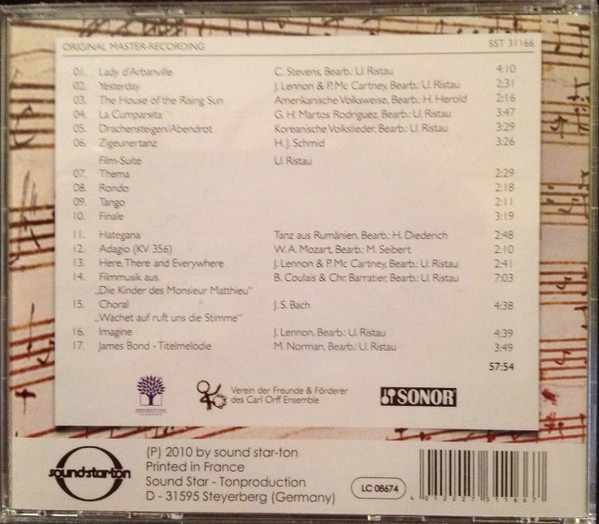 ORIGINAL MASTER-RECORDING SST 31166
01. Lady d'Arbanville C. Stevens, Bearb.: U. Ristau 4:10
02. Yesterday J. Lennon & P. Mc Cartney, Bearb.: U. Ristau 2:31
03. The House of the Rising Sun Amerikanische Volksweise, Bearb.: H. Herold 2:16
04. La Cumparsita G. H. Martos Rodriguez, Bearb.: U. Ristau 3:47
05. Drachensteigen/Abendrot Koreanische Volkslieder, Bearb.: U. Ristau 3:29
06. Zigeunertanz H. J. Schmid 3:26
Film-Suite U. Ristau
07. Thema 2:29
08. Rondo 2:18
09. Tango 2:11
10. Finale 3:19
11. Hategana Tanz aus Rumänien, Bearb.: H. Diederich 2:48
12. Adagio (KV 356) W. A. Mozart, Bearb.: M. Seibert 2:10
13. Here, There and Everywhere J. Lennon & P. Mc Cartney, Bearb.: U. Ristau 2:41
14. Filmmusik aus B. Coulais & Chr. Barratier, Bearb.: U. Ristau 7:03
„Die Kinder des Monsieur Matthieu"
15. Choral J. S. Bach 4:38
„Wachet auf ruft uns die Stimme"
16. Imagine J. Lennon, Bearb.: U. Ristau 4:39
17. James Bond - Titelmelodie M. Norman, Bearb.: U. Ristau 3:49
57:54
Verein der Freunde & Förderer
des Carl Orff Ensemble
SONOR
sound-star-ton
(P) 2010 by sound star-ton
Printed in France
Sound Star - Tonproduction
D - 31595 Steyerberg (Germany)
LC 08674